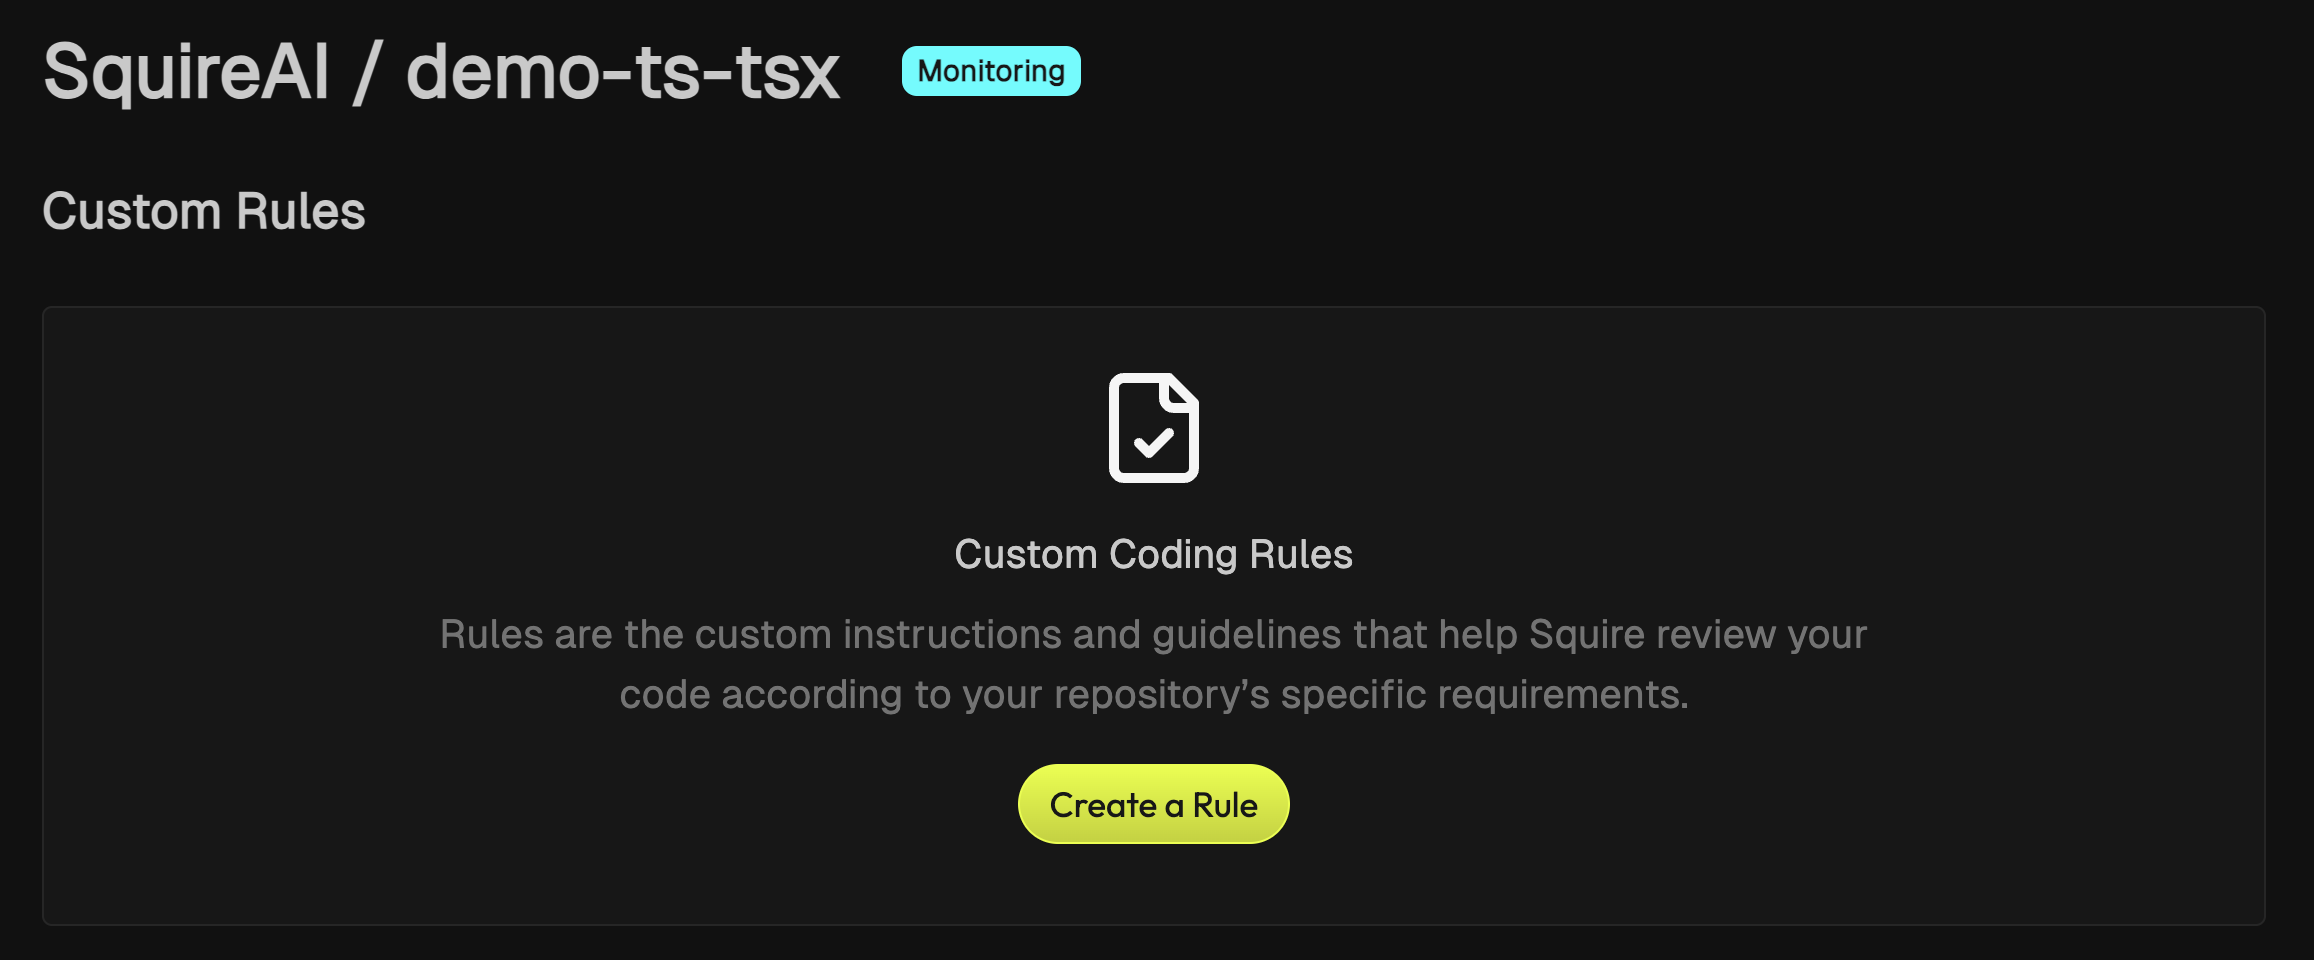 SquireAI / demo-ts-tsx
Monitoring
Custom Rules
Custom Coding Rules
Rules are the custom instructions and guidelines that help Squire review your
code according to your repository’s specific requirements.
Create a Rule